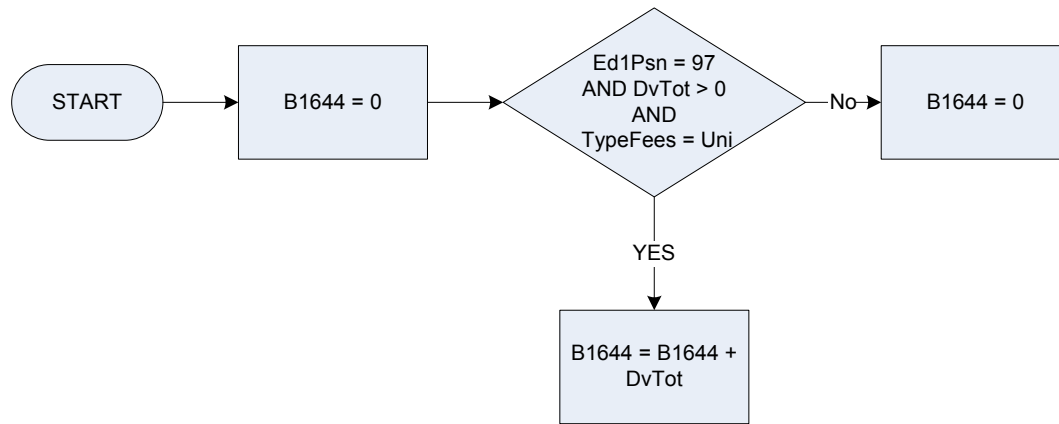 START
B1644 = 0
Ed1Psn = 97
AND DvTot > 0
AND
TypeFees = Uni
No
B1644 = 0
YES
B1644 = B1644 +
DvTot